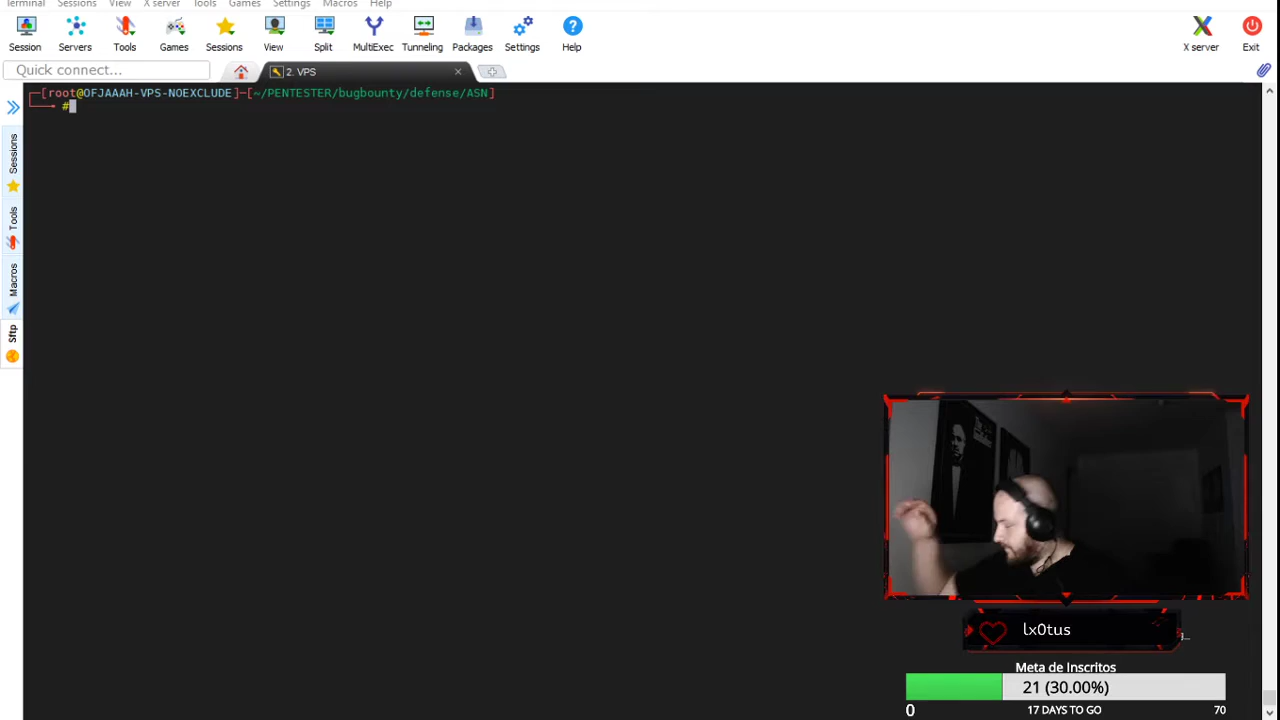 Terminal Sessions View X server Tools Games Settings Macros Help
Session Servers Tools Games Sessions View Split MultiExec Tunneling Packages Settings Help X server Exit
Quick connect...
2. VPS
┌─[root@OFJAAAH-VPS-NOEXCLUDE]─[~/PENTESTER/bugbounty/defense/ASN]
└──╼ #
Sessions
Tools
Macros
Sftp
lx0tus
Meta de Inscritos
21 (30.00%)
0 17 DAYS TO GO 70